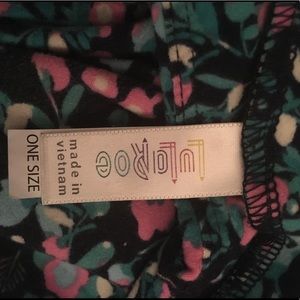 LuLaRoe
made in
vietnam
ONE SIZE